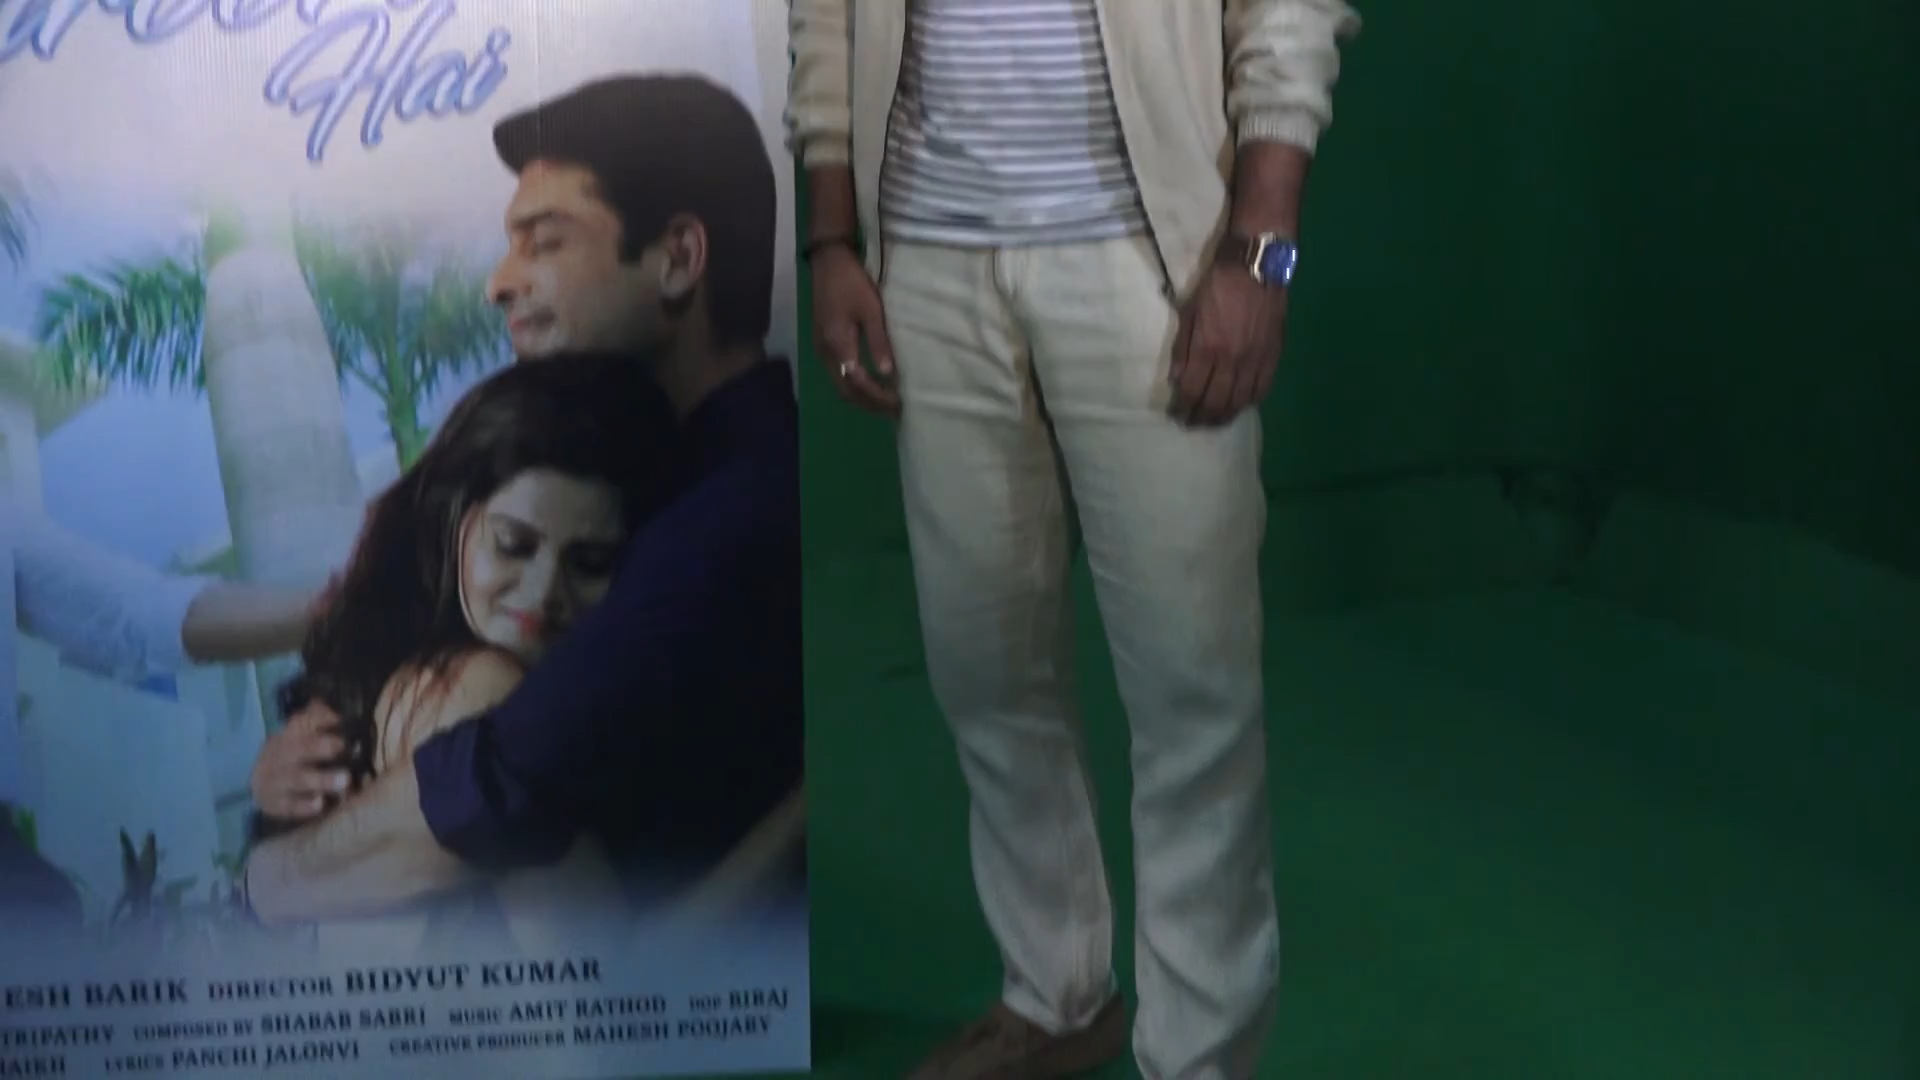 Hai
ESH BARIK DIRECTOR BIDYUT KUMAR
TRIPATHY COMPOSED BY SHABAB SABRI MUSIC AMIT RATHOD DOP BIRAJ
LYRICS PANCHI JALONVI CREATIVE PRODUCER MAHESH POOJARY